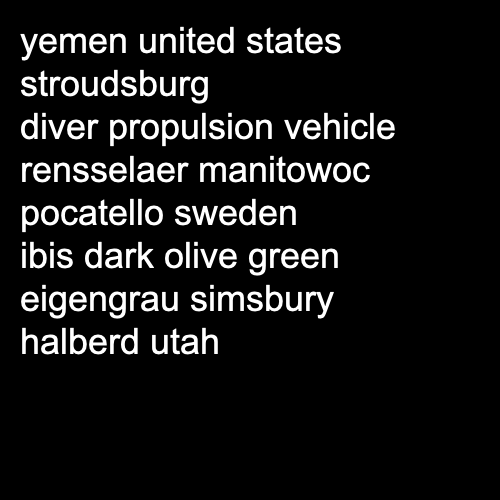 yemen united states
stroudsburg
diver propulsion vehicle
rensselaer manitowoc
pocatello sweden
ibis dark olive green
eigengrau simsbury
halberd utah